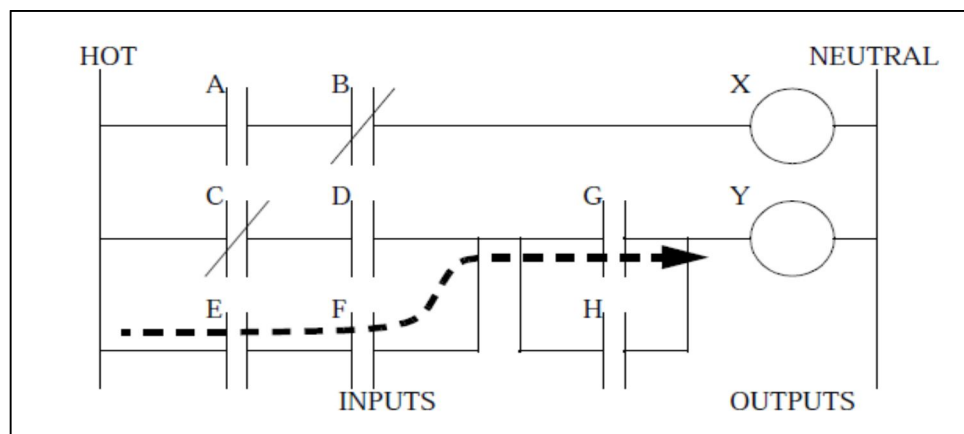 HOT NEUTRAL
A B X
C D G Y
E F H
INPUTS OUTPUTS